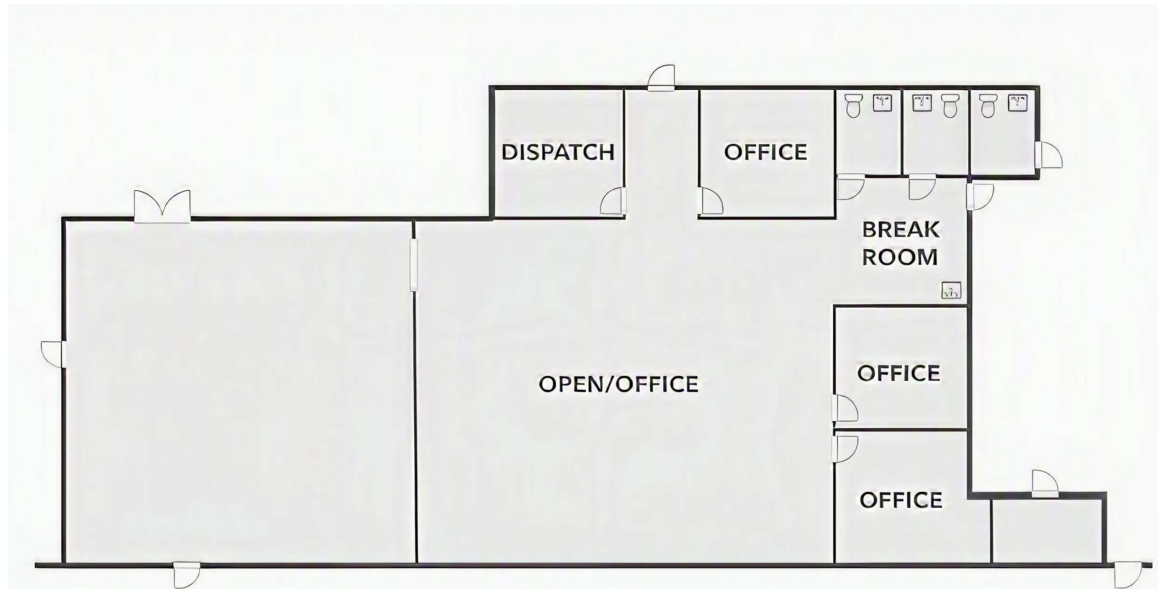 DISPATCH
OFFICE
BREAK
ROOM
OFFICE
OPEN/OFFICE
OFFICE